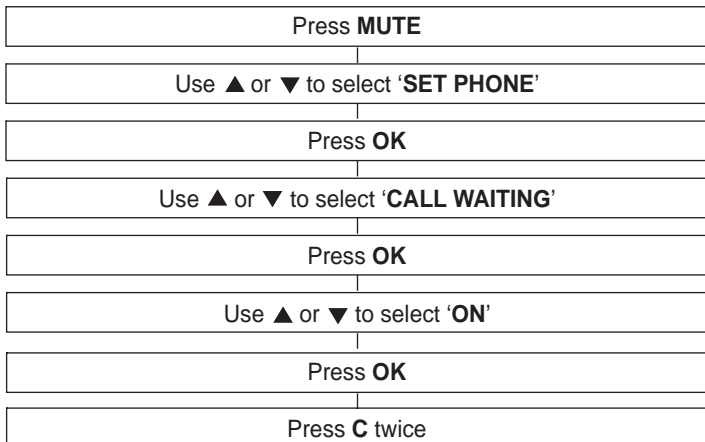 Press MUTE
Use ▲ or ▼ to select ‘SET PHONE’
Press OK
Use ▲ or ▼ to select ‘CALL WAITING’
Press OK
Use ▲ or ▼ to select ‘ON’
Press OK
Press C twice